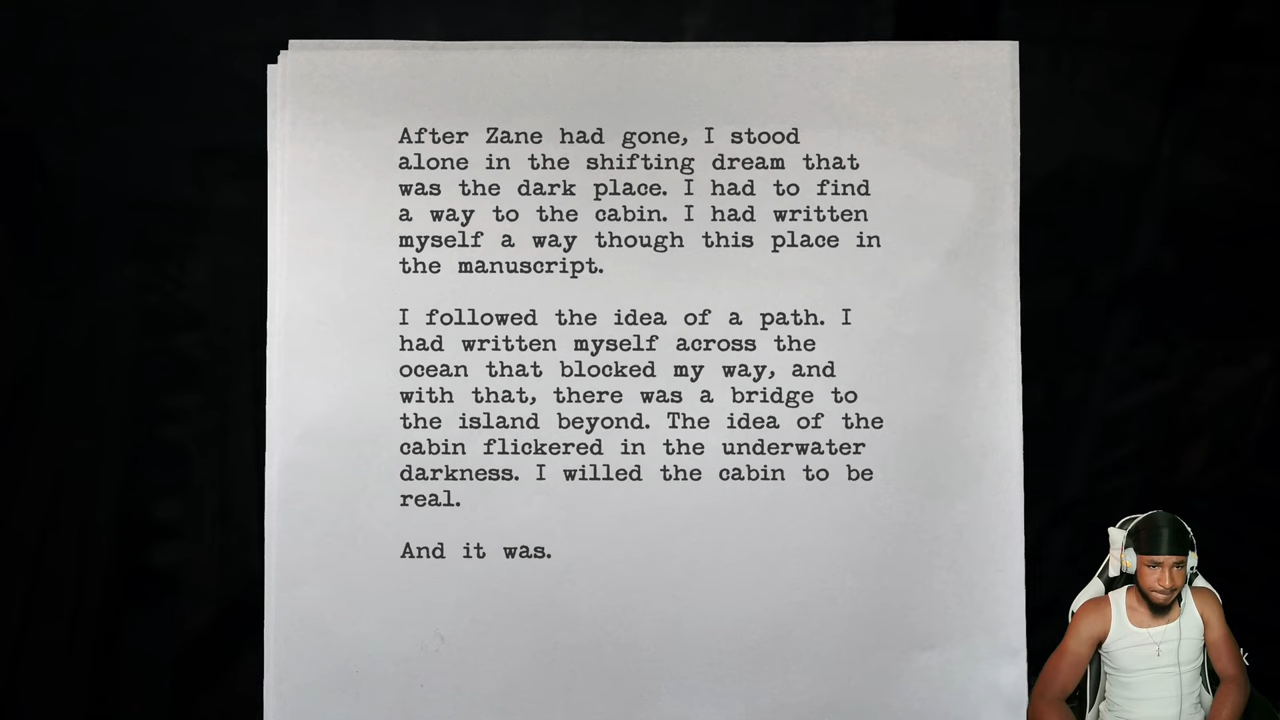 After Zane had gone, I stood
alone in the shifting dream that
was the dark place. I had to find
a way to the cabin. I had written
myself a way though this place in
the manuscript.
I followed the idea of a path. I
had written myself across the
ocean that blocked my way, and
with that, there was a bridge to
the island beyond. The idea of the
cabin flickered in the underwater
darkness. I willed the cabin to be
real.
And it was.